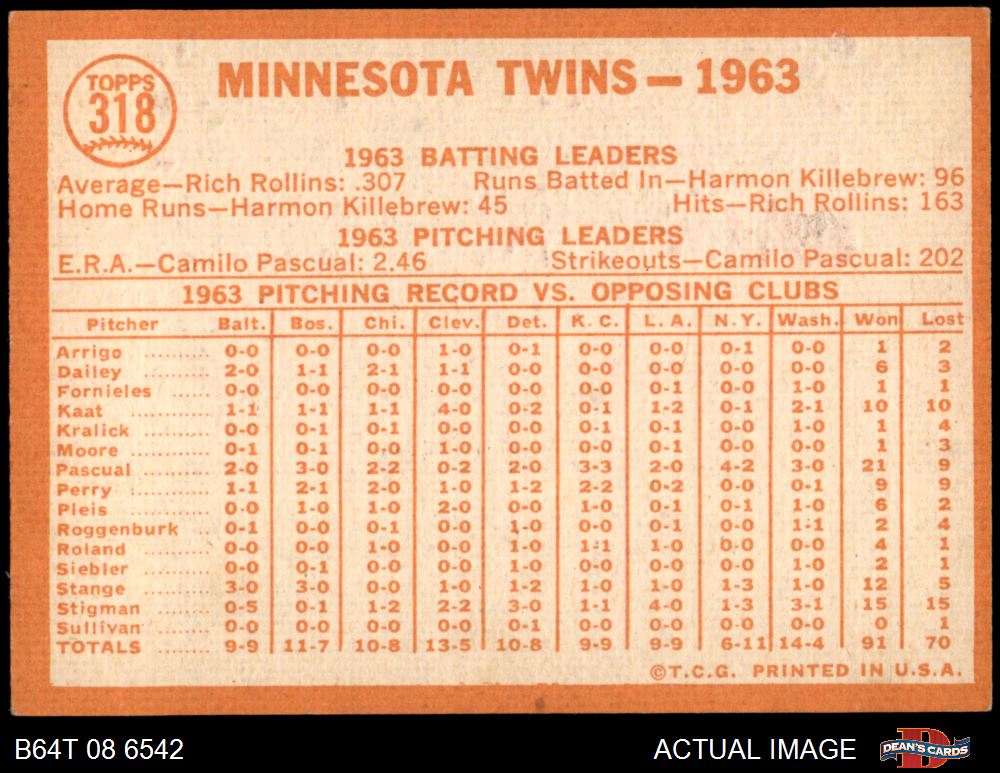 TOPPS
318
MINNESOTA TWINS — 1963
1963 BATTING LEADERS
Average—Rich Rollins: .307 Runs Batted In—Harmon Killebrew: 96
Home Runs—Harmon Killebrew: 45 Hits—Rich Rollins: 163
1963 PITCHING LEADERS
E.R.A.—Camilo Pascual: 2.46 Strikeouts—Camilo Pascual: 202
1963 PITCHING RECORD VS. OPPOSING CLUBS
Pitcher Balt. Bos. Chi. Clev. Det. K. C. L. A. N. Y. Wash. Won Lost
Arrigo .......... 0-0 0-0 0-0 1-0 0-1 0-0 0-0 0-1 0-0 1 2
Dailey .......... 2-0 1-1 2-1 1-1 0-0 0-0 0-0 0-0 0-0 6 3
Fornieles ...... 0-0 0-0 0-0 0-0 0-0 0-0 0-1 0-0 1-0 1 1
Kaat ............ 1-1 1-1 1-1 4-0 0-2 0-1 1-2 0-1 2-1 10 10
Kralick ......... 0-0 0-1 0-1 0-0 0-0 0-1 0-1 0-0 1-0 1 4
Moore .......... 0-1 0-1 1-0 0-0 0-0 0-0 0-1 0-0 0-0 1 3
Pascual ........ 2-0 3-0 2-2 0-2 2-0 3-3 2-0 4-2 3-0 21 9
Perry ........... 1-1 2-1 2-0 1-0 1-2 2-2 0-2 0-0 0-1 9 9
Pleis ............ 0-0 1-0 1-0 2-0 0-0 1-0 0-1 0-1 1-0 6 2
Roggenburk .. 0-1 0-0 0-1 0-0 1-0 0-0 0-1 0-0 1-1 2 4
Roland ......... 0-0 0-0 1-0 0-0 1-0 1-1 1-0 0-0 0-0 4 1
Siebler ......... 0-0 0-1 0-0 0-0 1-0 0-0 0-0 0-0 1-0 2 1
Stange ......... 3-0 3-0 0-0 1-0 1-2 1-0 1-0 1-3 1-0 12 5
Stigman ....... 0-5 0-1 1-2 2-2 3-0 1-1 4-0 1-3 3-1 15 15
Sullivan ........ 0-0 0-0 0-0 0-0 0-1 0-0 0-0 0-0 0-0 0 1
TOTALS ...... 9-9 11-7 10-8 13-5 10-8 9-9 9-9 6-11 14-4 91 70
©T.C.G. PRINTED IN U.S.A.
B64T 08 6542 ACTUAL IMAGE DEAN'S CARDS